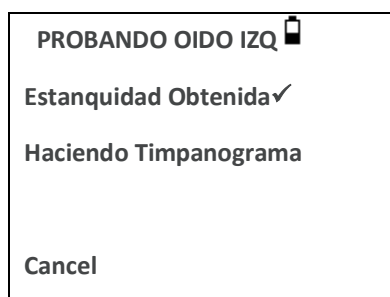 PROBANDO OIDO IZQ
Estanquidad Obtenida✓
Haciendo Timpanograma
Cancel